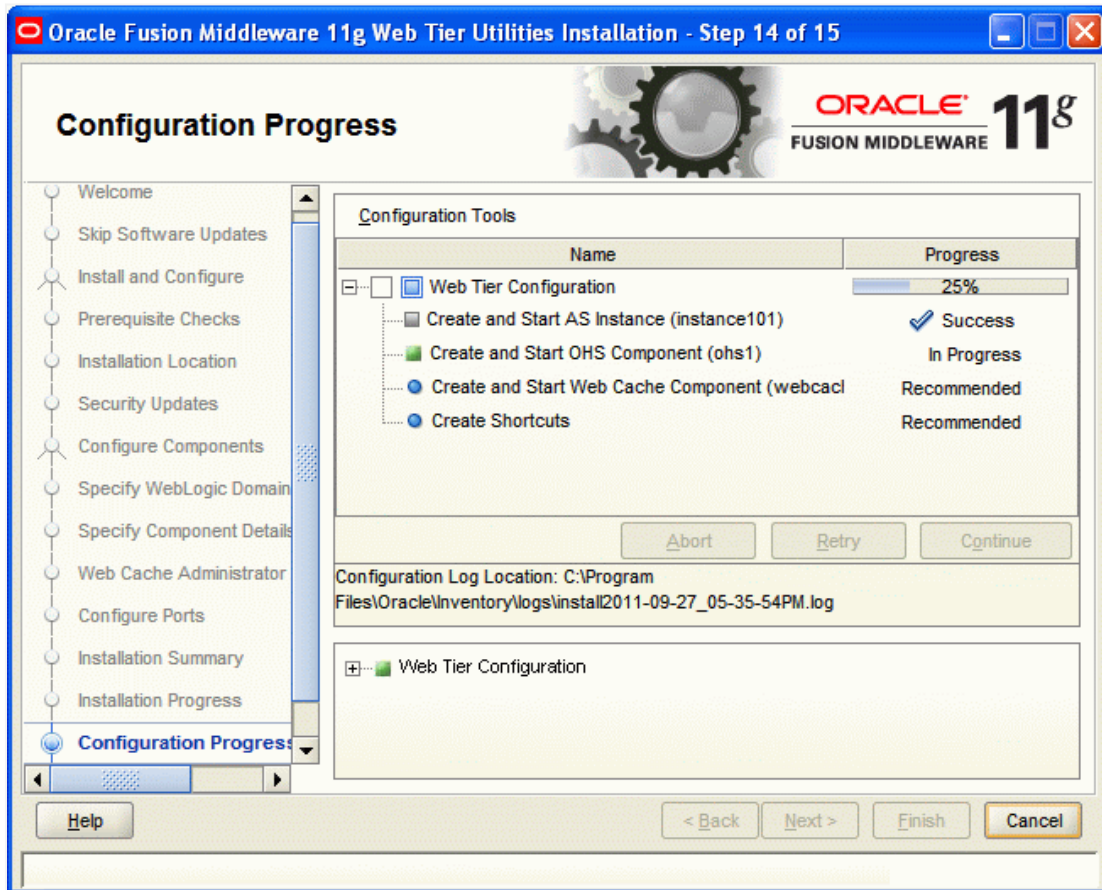 Oracle Fusion Middleware 11g Web Tier Utilities Installation - Step 14 of 15
Configuration Progress
ORACLE
FUSION MIDDLEWARE
11g
Welcome
Skip Software Updates
Install and Configure
Prerequisite Checks
Installation Location
Security Updates
Configure Components
Specify WebLogic Domain
Specify Component Details
Web Cache Administrator
Configure Ports
Installation Summary
Installation Progress
Configuration Progress
Configuration Tools
Name Progress
Web Tier Configuration 25%
Create and Start AS Instance (instance101) Success
Create and Start OHS Component (ohs1) In Progress
Create and Start Web Cache Component (webcacl Recommended
Create Shortcuts Recommended
Abort Retry Continue
Configuration Log Location: C:\Program
Files\Oracle\Inventory\logs\install2011-09-27_05-35-54PM.log
Web Tier Configuration
Help < Back Next > Finish Cancel